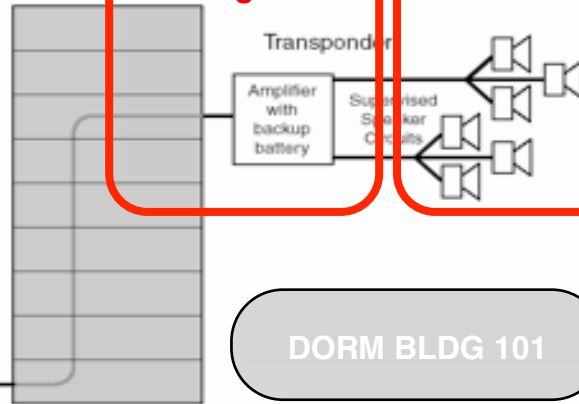 Transponder
Amplifier
with
backup
battery
Supervised
Speaker
Circuits
DORM BLDG 101